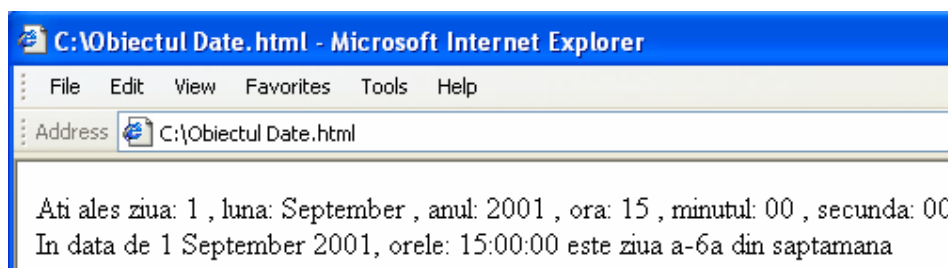 C:\Obiectul Date.html - Microsoft Internet Explorer
File Edit View Favorites Tools Help
Address C:\Obiectul Date.html
Ati ales ziua: 1 , luna: September , anul: 2001 , ora: 15 , minutul: 00 , secunda: 00
In data de 1 September 2001, orele: 15:00:00 este ziua a-6a din saptamana